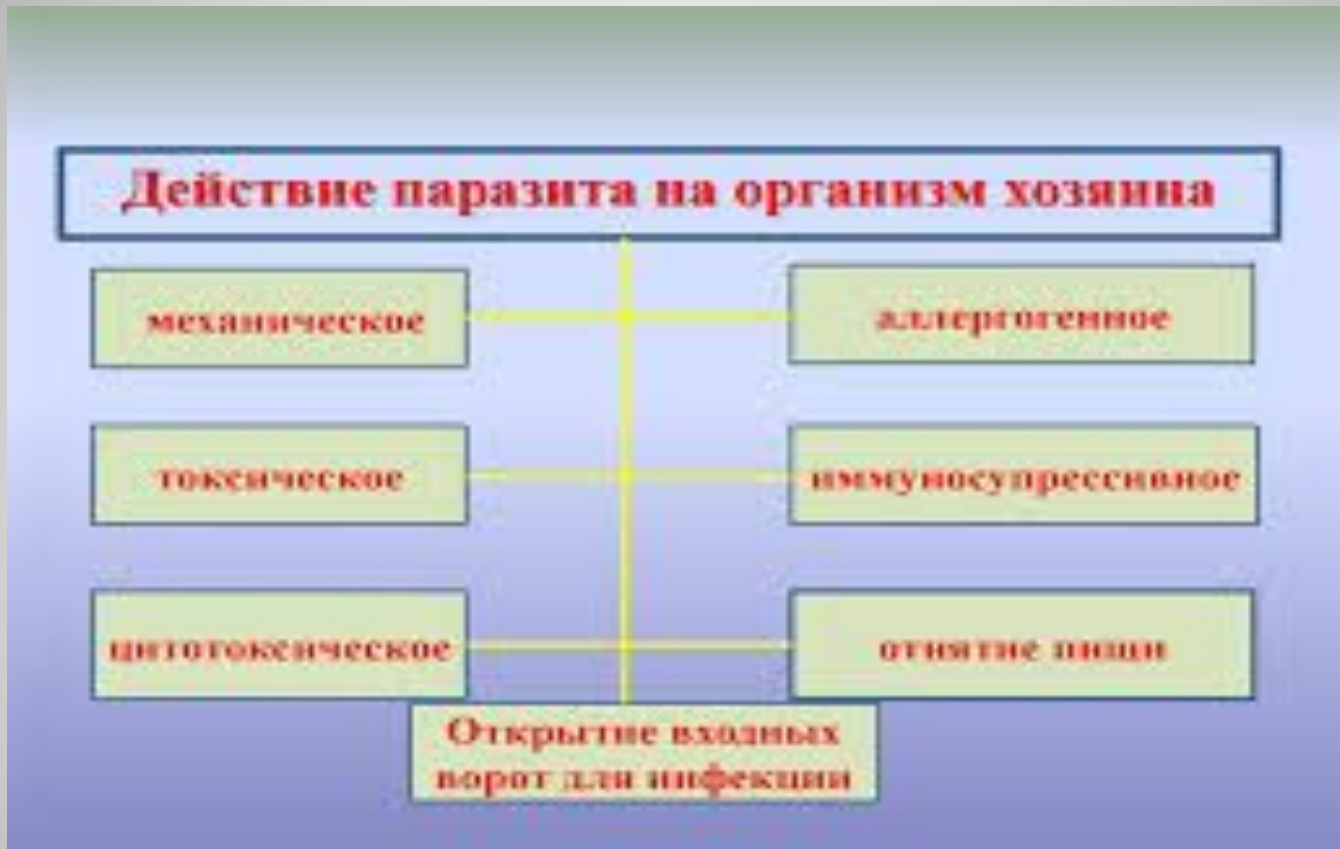 Действие паразита на организм хозяина
механическое
аллергогенное
токсическое
иммуносупрессивное
цитотоксическое
отнятие пищи
Открытие входных
ворот для инфекции